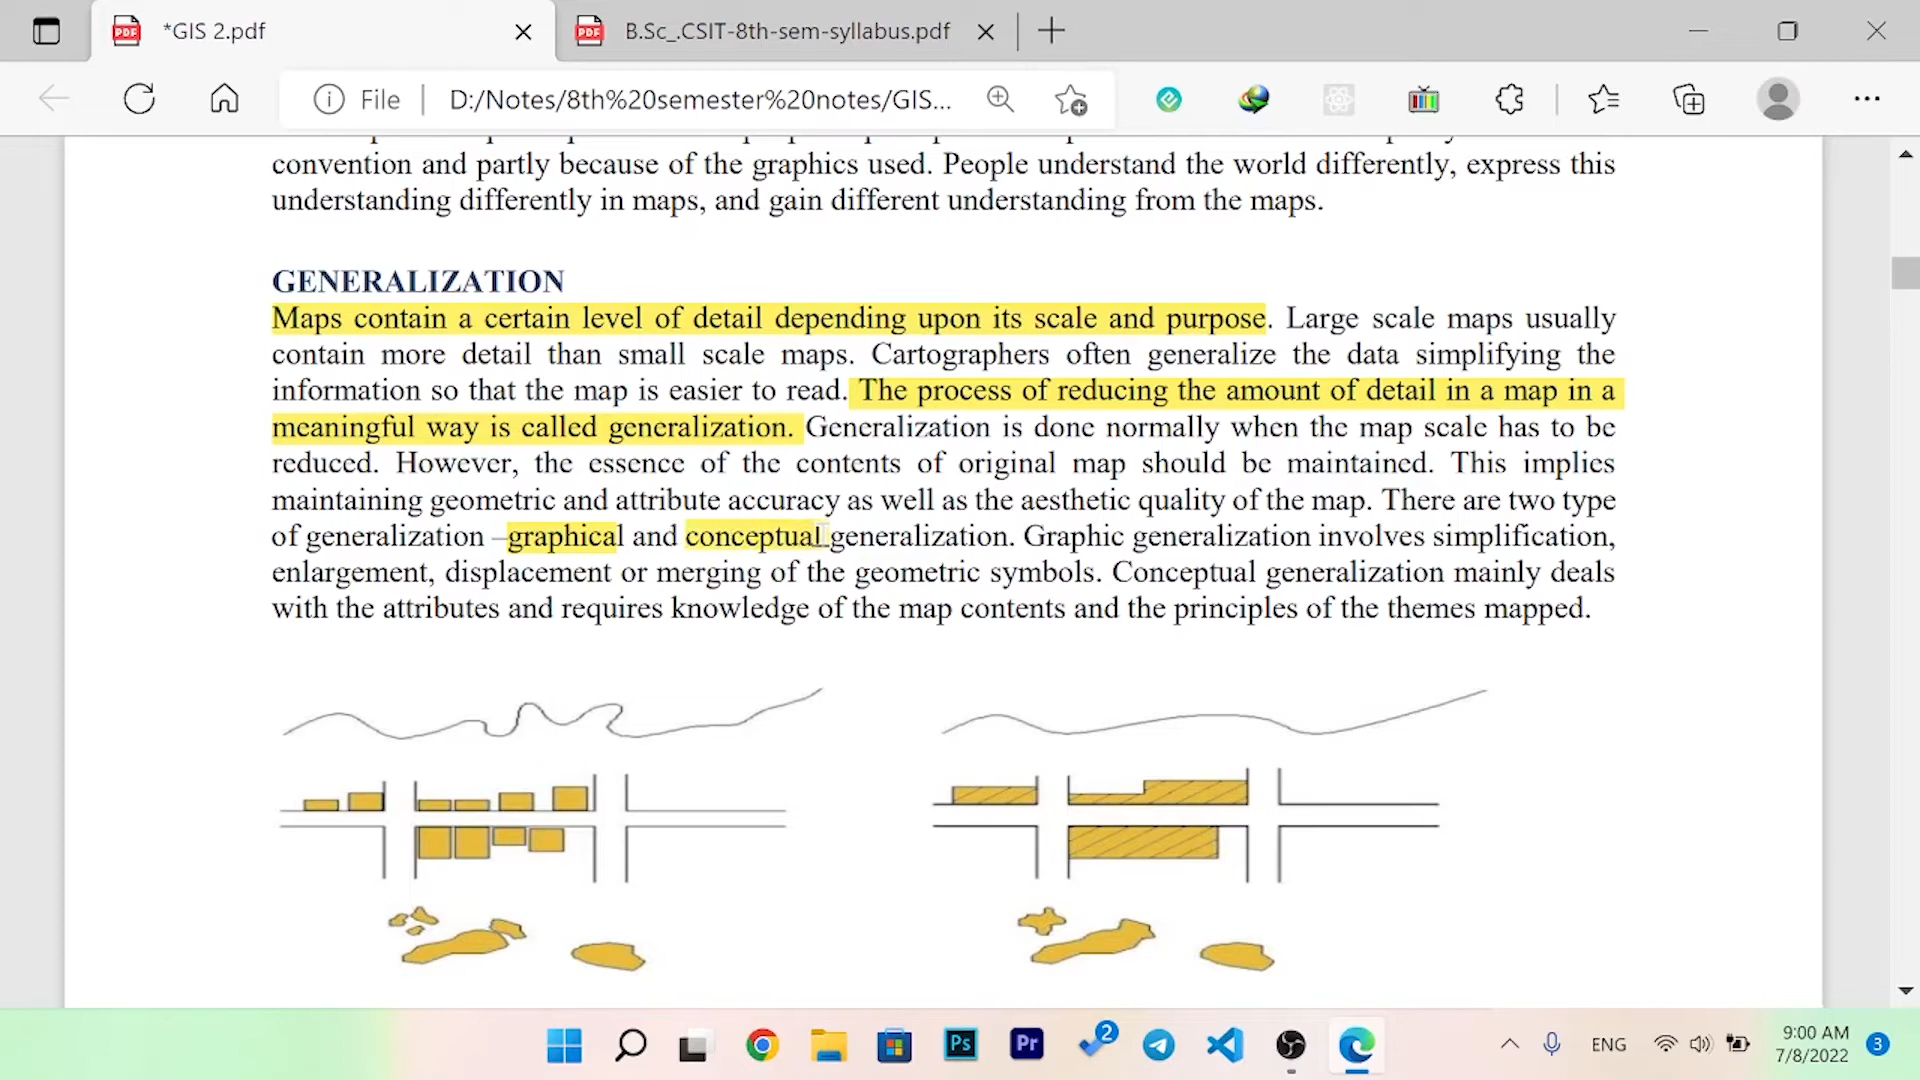 *GIS 2.pdf
B.Sc_.CSIT-8th-sem-syllabus.pdf
File
D:/Notes/8th%20semester%20notes/GIS...
convention and partly because of the graphics used. People understand the world differently, express this
understanding differently in maps, and gain different understanding from the maps.
GENERALIZATION
Maps contain a certain level of detail depending upon its scale and purpose. Large scale maps usually
contain more detail than small scale maps. Cartographers often generalize the data simplifying the
information so that the map is easier to read. The process of reducing the amount of detail in a map in a
meaningful way is called generalization. Generalization is done normally when the map scale has to be
reduced. However, the essence of the contents of original map should be maintained. This implies
maintaining geometric and attribute accuracy as well as the aesthetic quality of the map. There are two type
of generalization –graphical and conceptual generalization. Graphic generalization involves simplification,
enlargement, displacement or merging of the geometric symbols. Conceptual generalization mainly deals
with the attributes and requires knowledge of the map contents and the principles of the themes mapped.
Ps
Pr
2
ENG
9:00 AM
7/8/2022
3